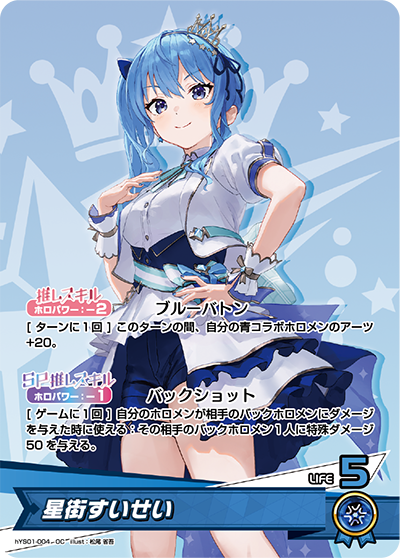 推しスキル
ホロパワー：-2
ブルーバトン
[ ターンに1回 ] このターンの間、自分の青コラボホロメンのアーツ
+20。
SP推しスキル
ホロパワー：-1
バックショット
[ ゲームに1回 ] 自分のホロメンが相手のバックホロメンにダメージ
を与えた時に使える：その相手のバックホロメン1人に特殊ダメージ
50を与える。
LIFE 5
星街すいせい
hYS01-004 OC illust：松尾